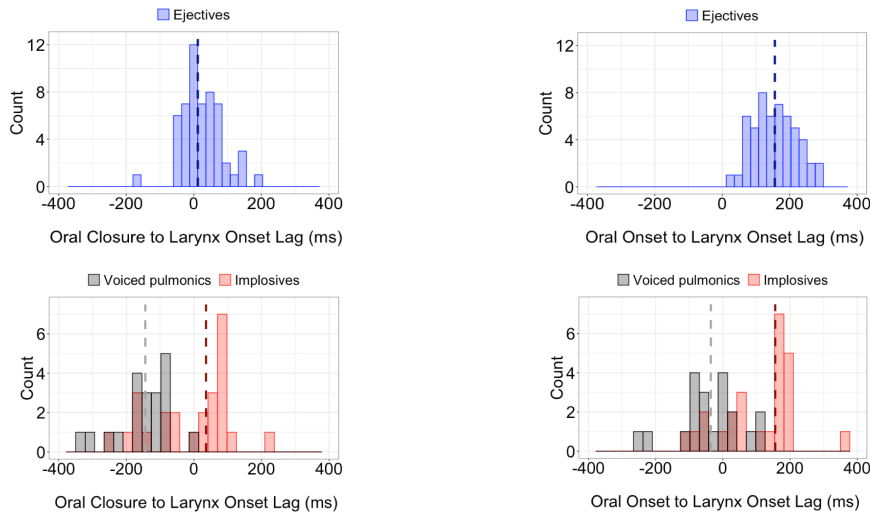 Ejectives
12
8
4
0
Count
-400 -200 0 200 400
Oral Closure to Larynx Onset Lag (ms)
Ejectives
12
8
4
0
Count
-400 -200 0 200 400
Oral Onset to Larynx Onset Lag (ms)
Voiced pulmonics Implosives
6
4
2
0
Count
-400 -200 0 200 400
Oral Closure to Larynx Onset Lag (ms)
Voiced pulmonics Implosives
6
4
2
0
Count
-400 -200 0 200 400
Oral Onset to Larynx Onset Lag (ms)